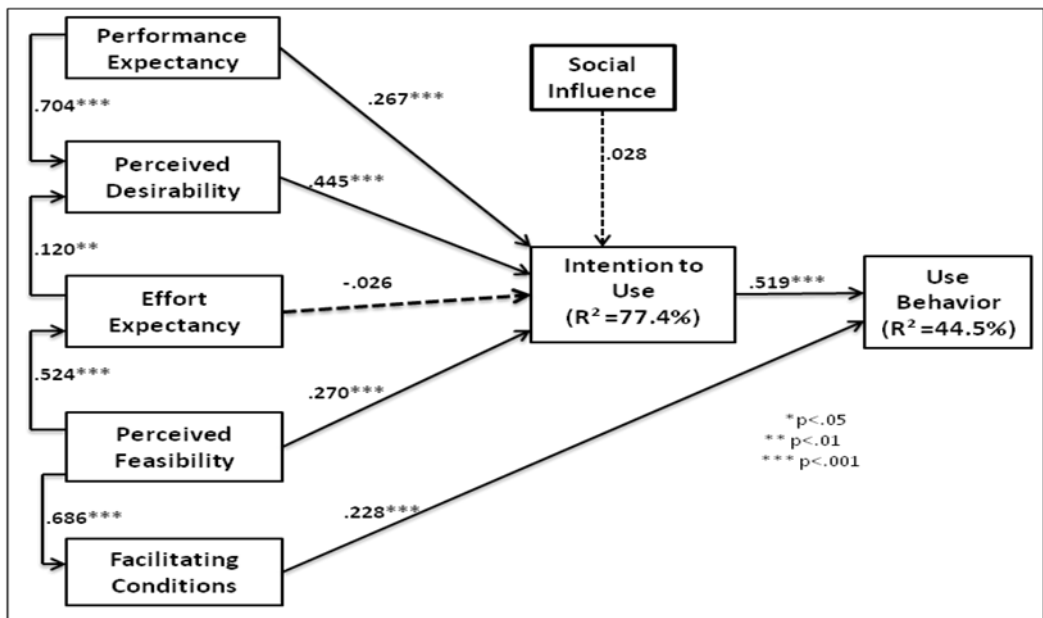 Performance
Expectancy
Social
Influence
.267***
.704***
.028
Perceived
Desirability
.445***
.120**
Effort
Expectancy
-.026
Intention to
Use
(R² =77.4%)
.519***
Use
Behavior
(R² =44.5%)
.524***
.270***
Perceived
Feasibility
*p<.05
** p<.01
*** p<.001
.686***
.228***
Facilitating
Conditions